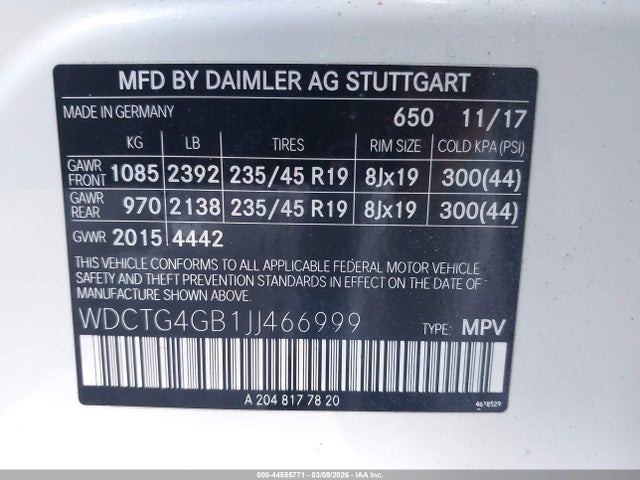 MFD BY DAIMLER AG STUTTGART
MADE IN GERMANY 650 11/17
KG LB TIRES RIM SIZE COLD KPA (PSI)
GAWR FRONT 1085 2392 235/45 R19 8Jx19 300(44)
GAWR REAR 970 2138 235/45 R19 8Jx19 300(44)
GVWR 2015 4442
THIS VEHICLE CONFORMS TO ALL APPLICABLE FEDERAL MOTOR VEHICLE
SAFETY AND THEFT PREVENTION STANDARDS IN EFFECT ON THE DATE
OF MANUFACTURE SHOWN ABOVE.
WDCTG4GB1JJ466999 TYPE: MPV
A 204 817 78 20 4618529
000-44555771 - 03/09/2026 - IAAI.com